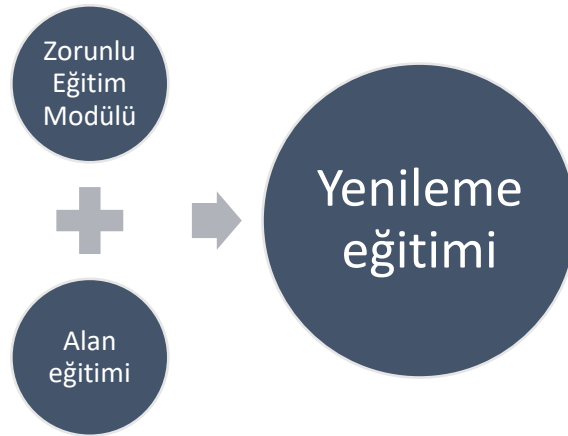 Zorunlu
Eğitim
Modülü
Alan
eğitimi
Yenileme
eğitimi